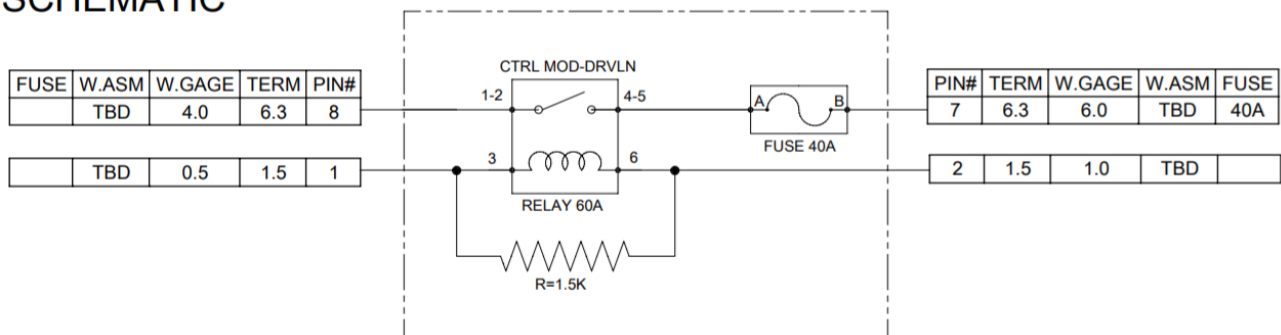 SCHEMATIC
CTRL MOD-DRVLN
FUSE W.ASM W.GAGE TERM PIN#
TBD 4.0 6.3 8
1-2 4-5
A B
FUSE 40A
PIN# TERM W.GAGE W.ASM FUSE
7 6.3 6.0 TBD 40A
TBD 0.5 1.5 1
3 6
RELAY 60A
2 1.5 1.0 TBD
R=1.5K